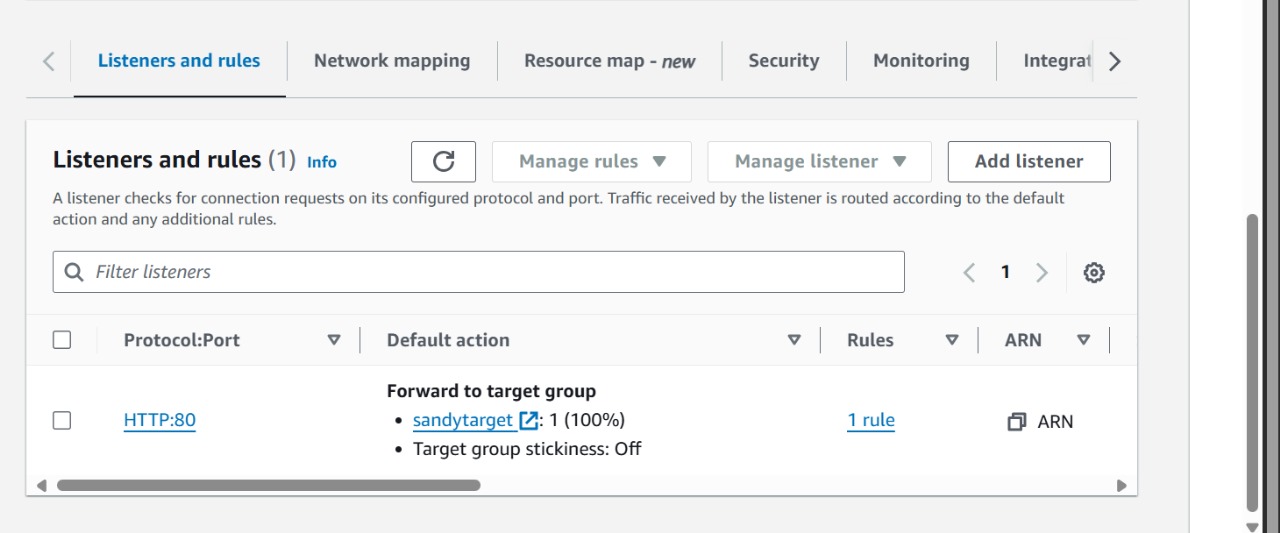 Listeners and rules Network mapping Resource map - new Security Monitoring
Listeners and rules (1) Info Manage rules Manage listener Add listener
A listener checks for connection requests on its configured protocol and port. Traffic received by the listener is routed according to the default
action and any additional rules.
Filter listeners 1
Protocol:Port Default action Rules ARN
Forward to target group
HTTP:80 • sandytarget : 1 (100%) 1 rule ARN
• Target group stickiness: Off